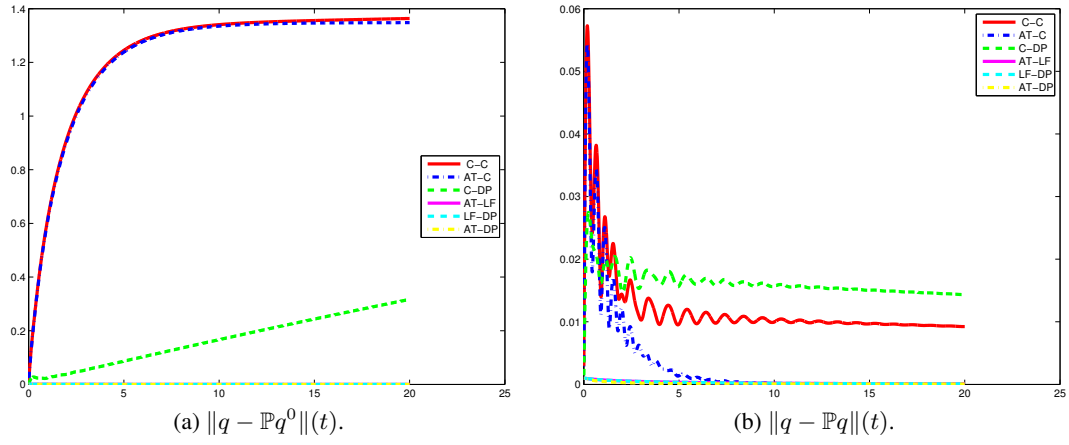 1.4
1.2
1
0.8
0.6
0.4
0.2
0
0
5
10
15
20
25
C-C
AT-C
C-DP
AT-LF
LF-DP
AT-DP
(a) ‖q − ℙq⁰‖(t).
0.06
0.05
0.04
0.03
0.02
0.01
0
0
5
10
15
20
25
C-C
AT-C
C-DP
AT-LF
LF-DP
AT-DP
(b) ‖q − ℙq‖(t).